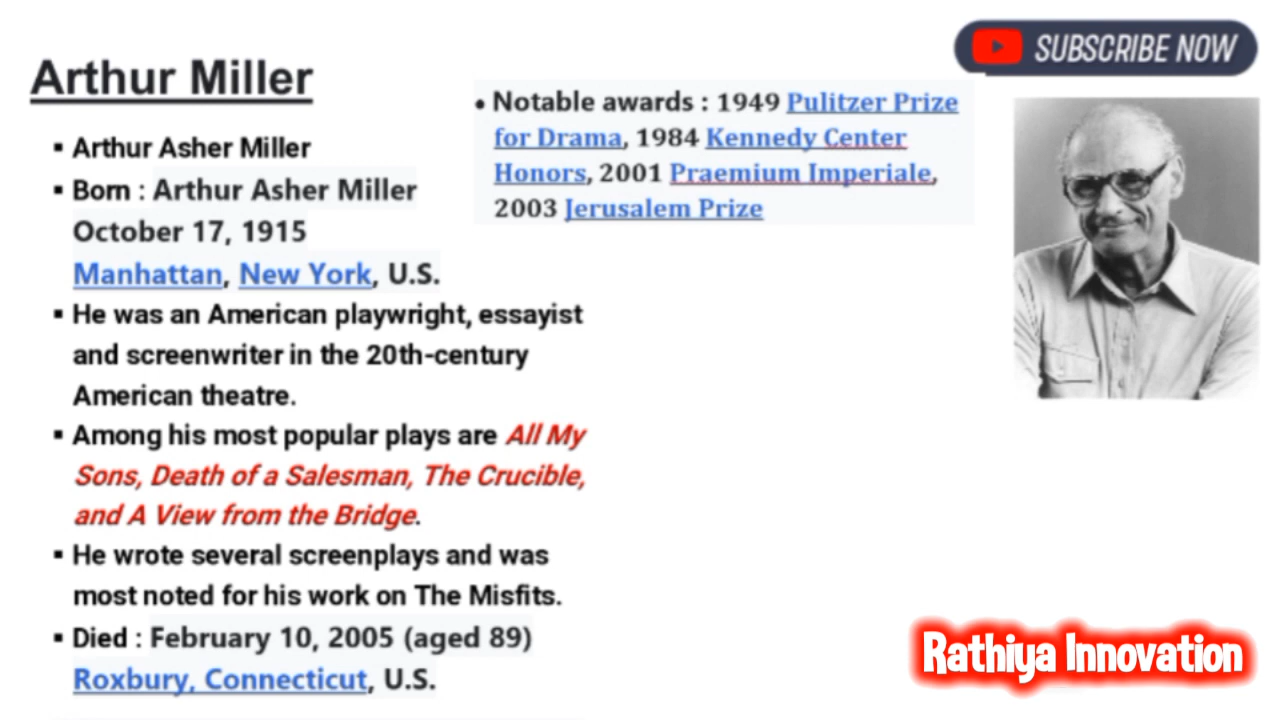 Arthur Miller
▪ Arthur Asher Miller
▪ Born : Arthur Asher Miller
October 17, 1915
Manhattan, New York, U.S.
▪ He was an American playwright, essayist
and screenwriter in the 20th-century
American theatre.
▪ Among his most popular plays are All My
Sons, Death of a Salesman, The Crucible,
and A View from the Bridge.
▪ He wrote several screenplays and was
most noted for his work on The Misfits.
▪ Died : February 10, 2005 (aged 89)
Roxbury, Connecticut, U.S.
• Notable awards : 1949 Pulitzer Prize
for Drama, 1984 Kennedy Center
Honors, 2001 Praemium Imperiale,
2003 Jerusalem Prize
SUBSCRIBE NOW
Rathiya Innovation